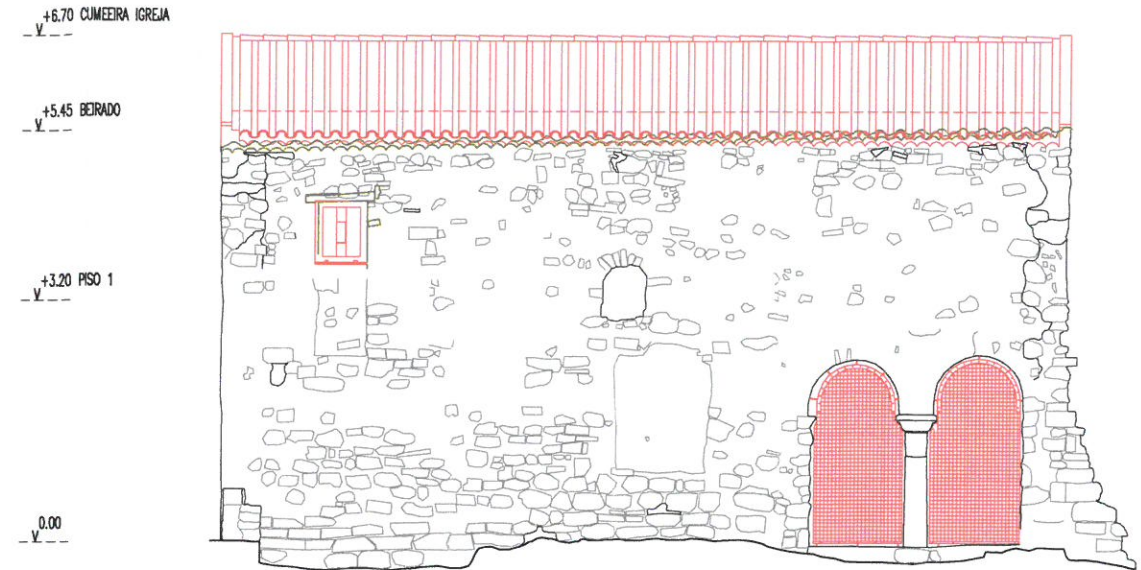 +6.70 CUMEEIRA IGREJA
+5.45 BEIRADO
+3.20 PISO 1
0.00